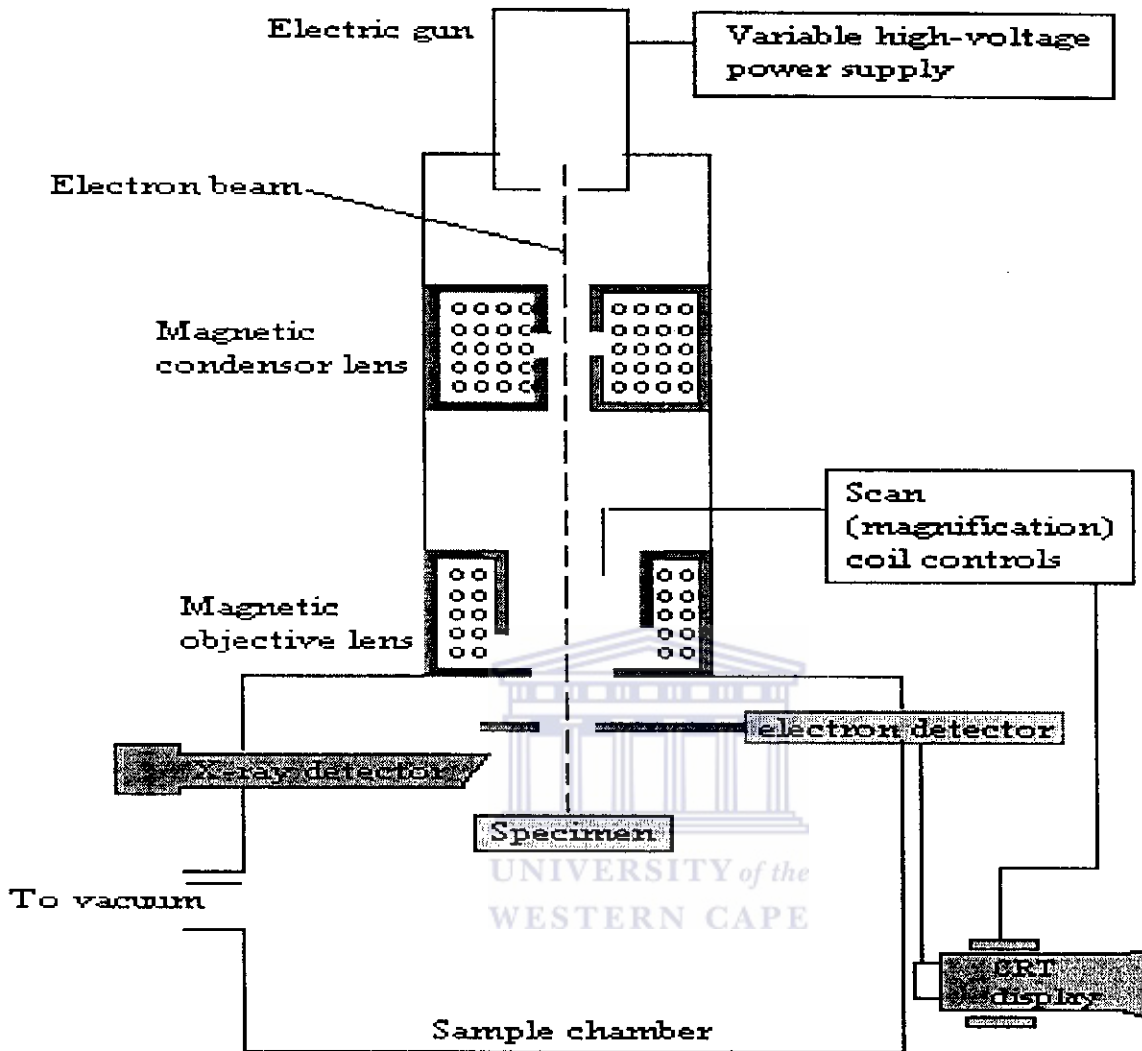 Electric gun
Variable high-voltage
power supply
Electron beam
Magnetic
condensor lens
Scan
(magnification)
coil controls
Magnetic
objective lens
electron detector
X-ray detector
Specimen
UNIVERSITY of the
WESTERN CAPE
To vacuum
CRT
display
Sample chamber